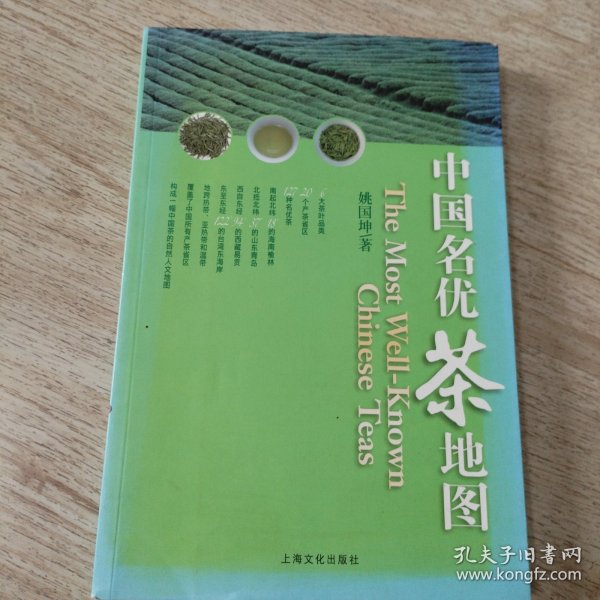 中国名优茶地图
The Most Well-Known
Chinese Teas
姚国坤/著
6大茶叶品类
20个产茶省区
127种名优茶
南起北纬18°的海南榆林
北抵北纬37°的山东青岛
西自东经94°的西藏易贡
东至东经122°的台湾东海岸
地跨热带、亚热带和温带
覆盖了中国所有产茶省区
构成一幅中国茶的自然人文地图
上海文化出版社
孔夫子旧书网
www.kongfz.com